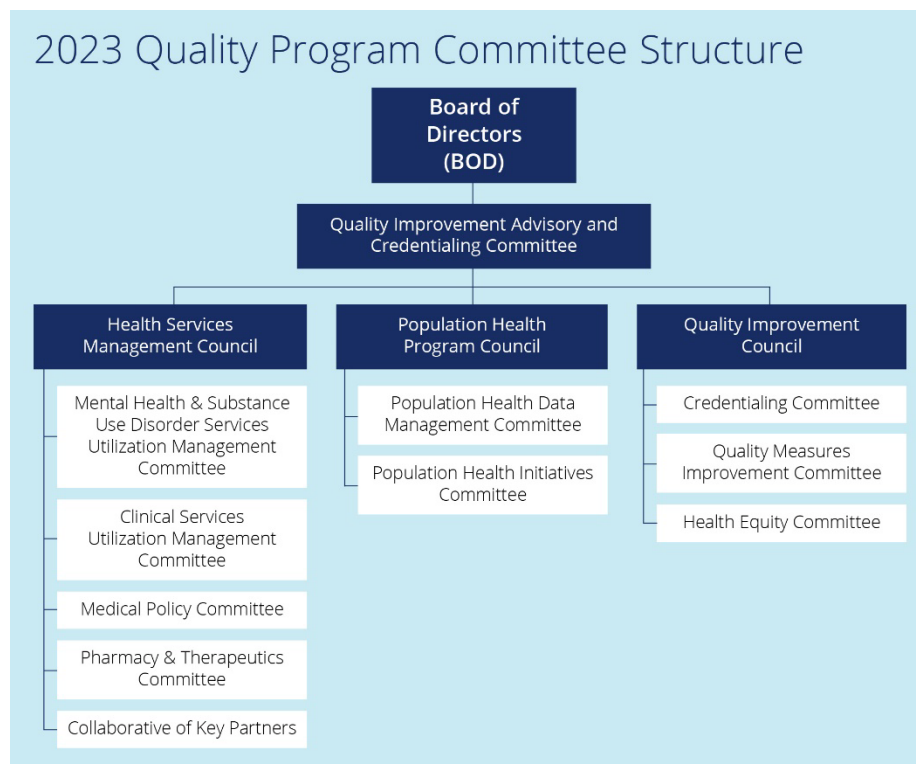 2023 Quality Program Committee Structure
Board of
Directors
(BOD)
Quality Improvement Advisory and
Credentialing Committee
Health Services
Management Council
Mental Health & Substance
Use Disorder Services
Utilization Management
Committee
Clinical Services
Utilization Management
Committee
Medical Policy Committee
Pharmacy & Therapeutics
Committee
Collaborative of Key Partners
Population Health
Program Council
Population Health Data
Management Committee
Population Health Initiatives
Committee
Quality Improvement
Council
Credentialing Committee
Quality Measures
Improvement Committee
Health Equity Committee